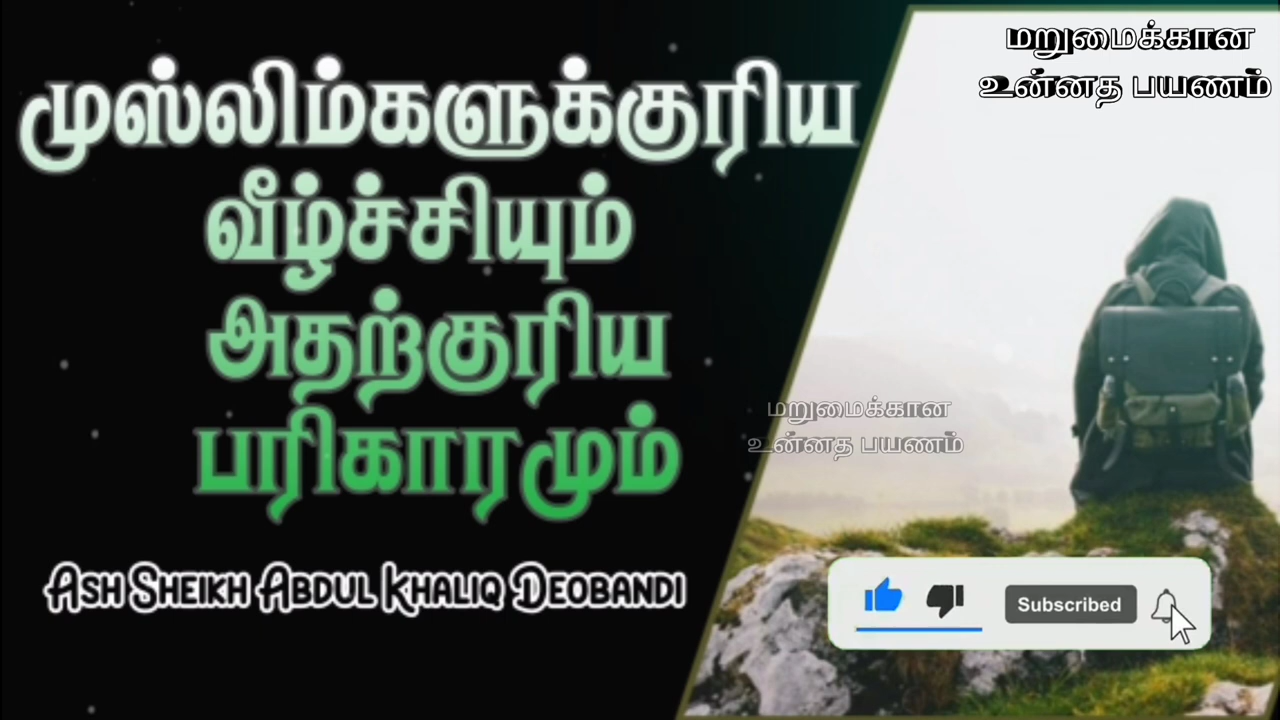 முஸ்லிம்களுக்குரிய
வீழ்ச்சியும்
அதற்குரிய
பரிகாரமும்
Ash Sheikh Abdul Khaliq Deobandi
மறுமைக்கான
உன்னத பயணம்
மறுமைக்கான
உன்னத பயணம்
Subscribed